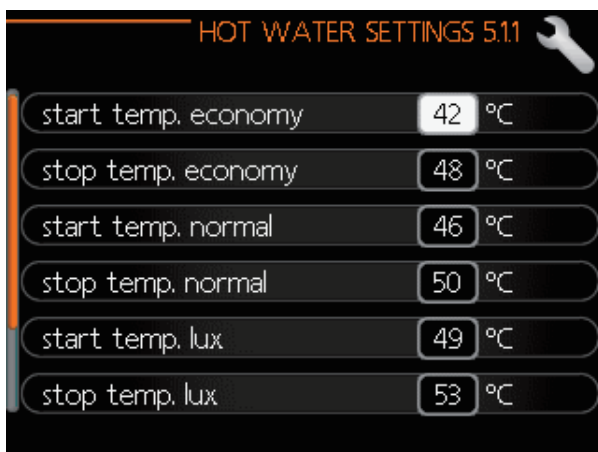 HOT WATER SETTINGS 5.1.1
start temp. economy 42 °C
stop temp. economy 48 °C
start temp. normal 46 °C
stop temp. normal 50 °C
start temp. lux 49 °C
stop temp. lux 53 °C